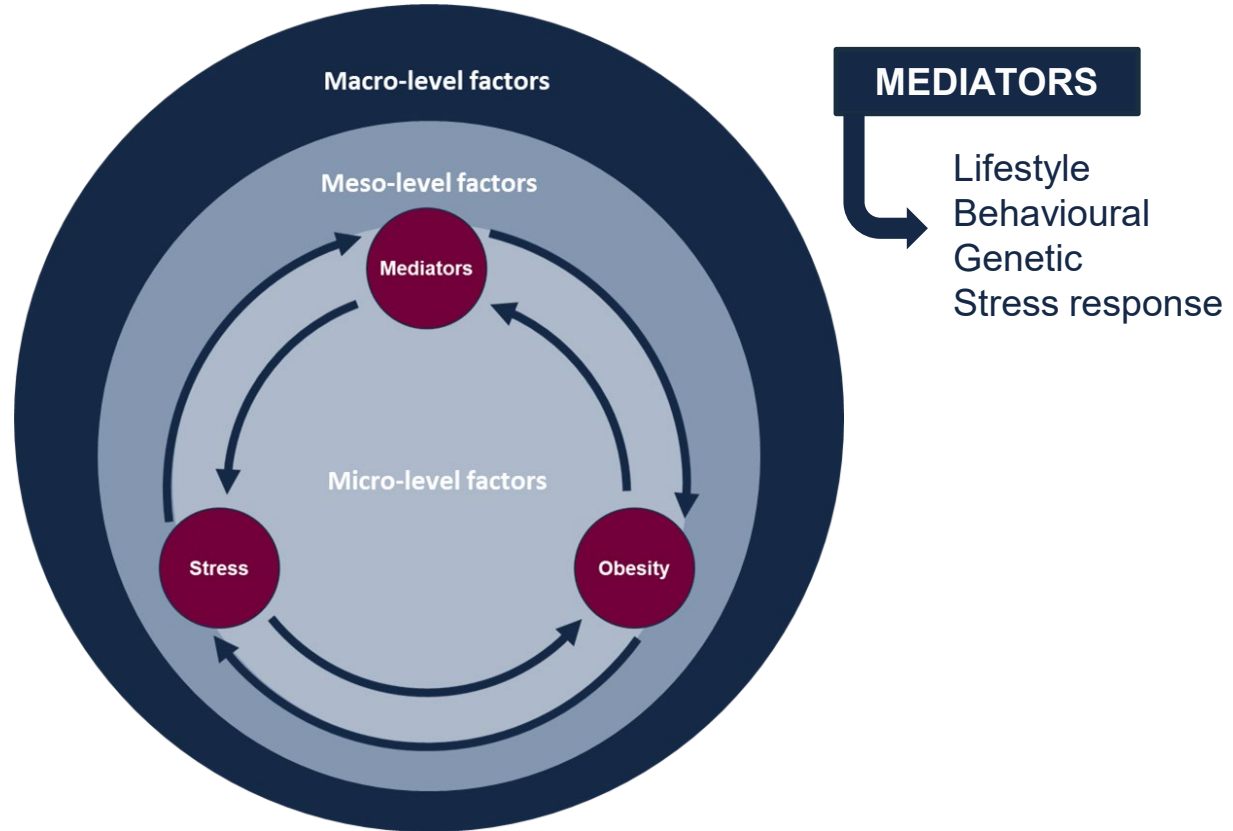 Macro-level factors
Meso-level factors
Mediators
Micro-level factors
Stress
Obesity
MEDIATORS
Lifestyle
Behavioural
Genetic
Stress response